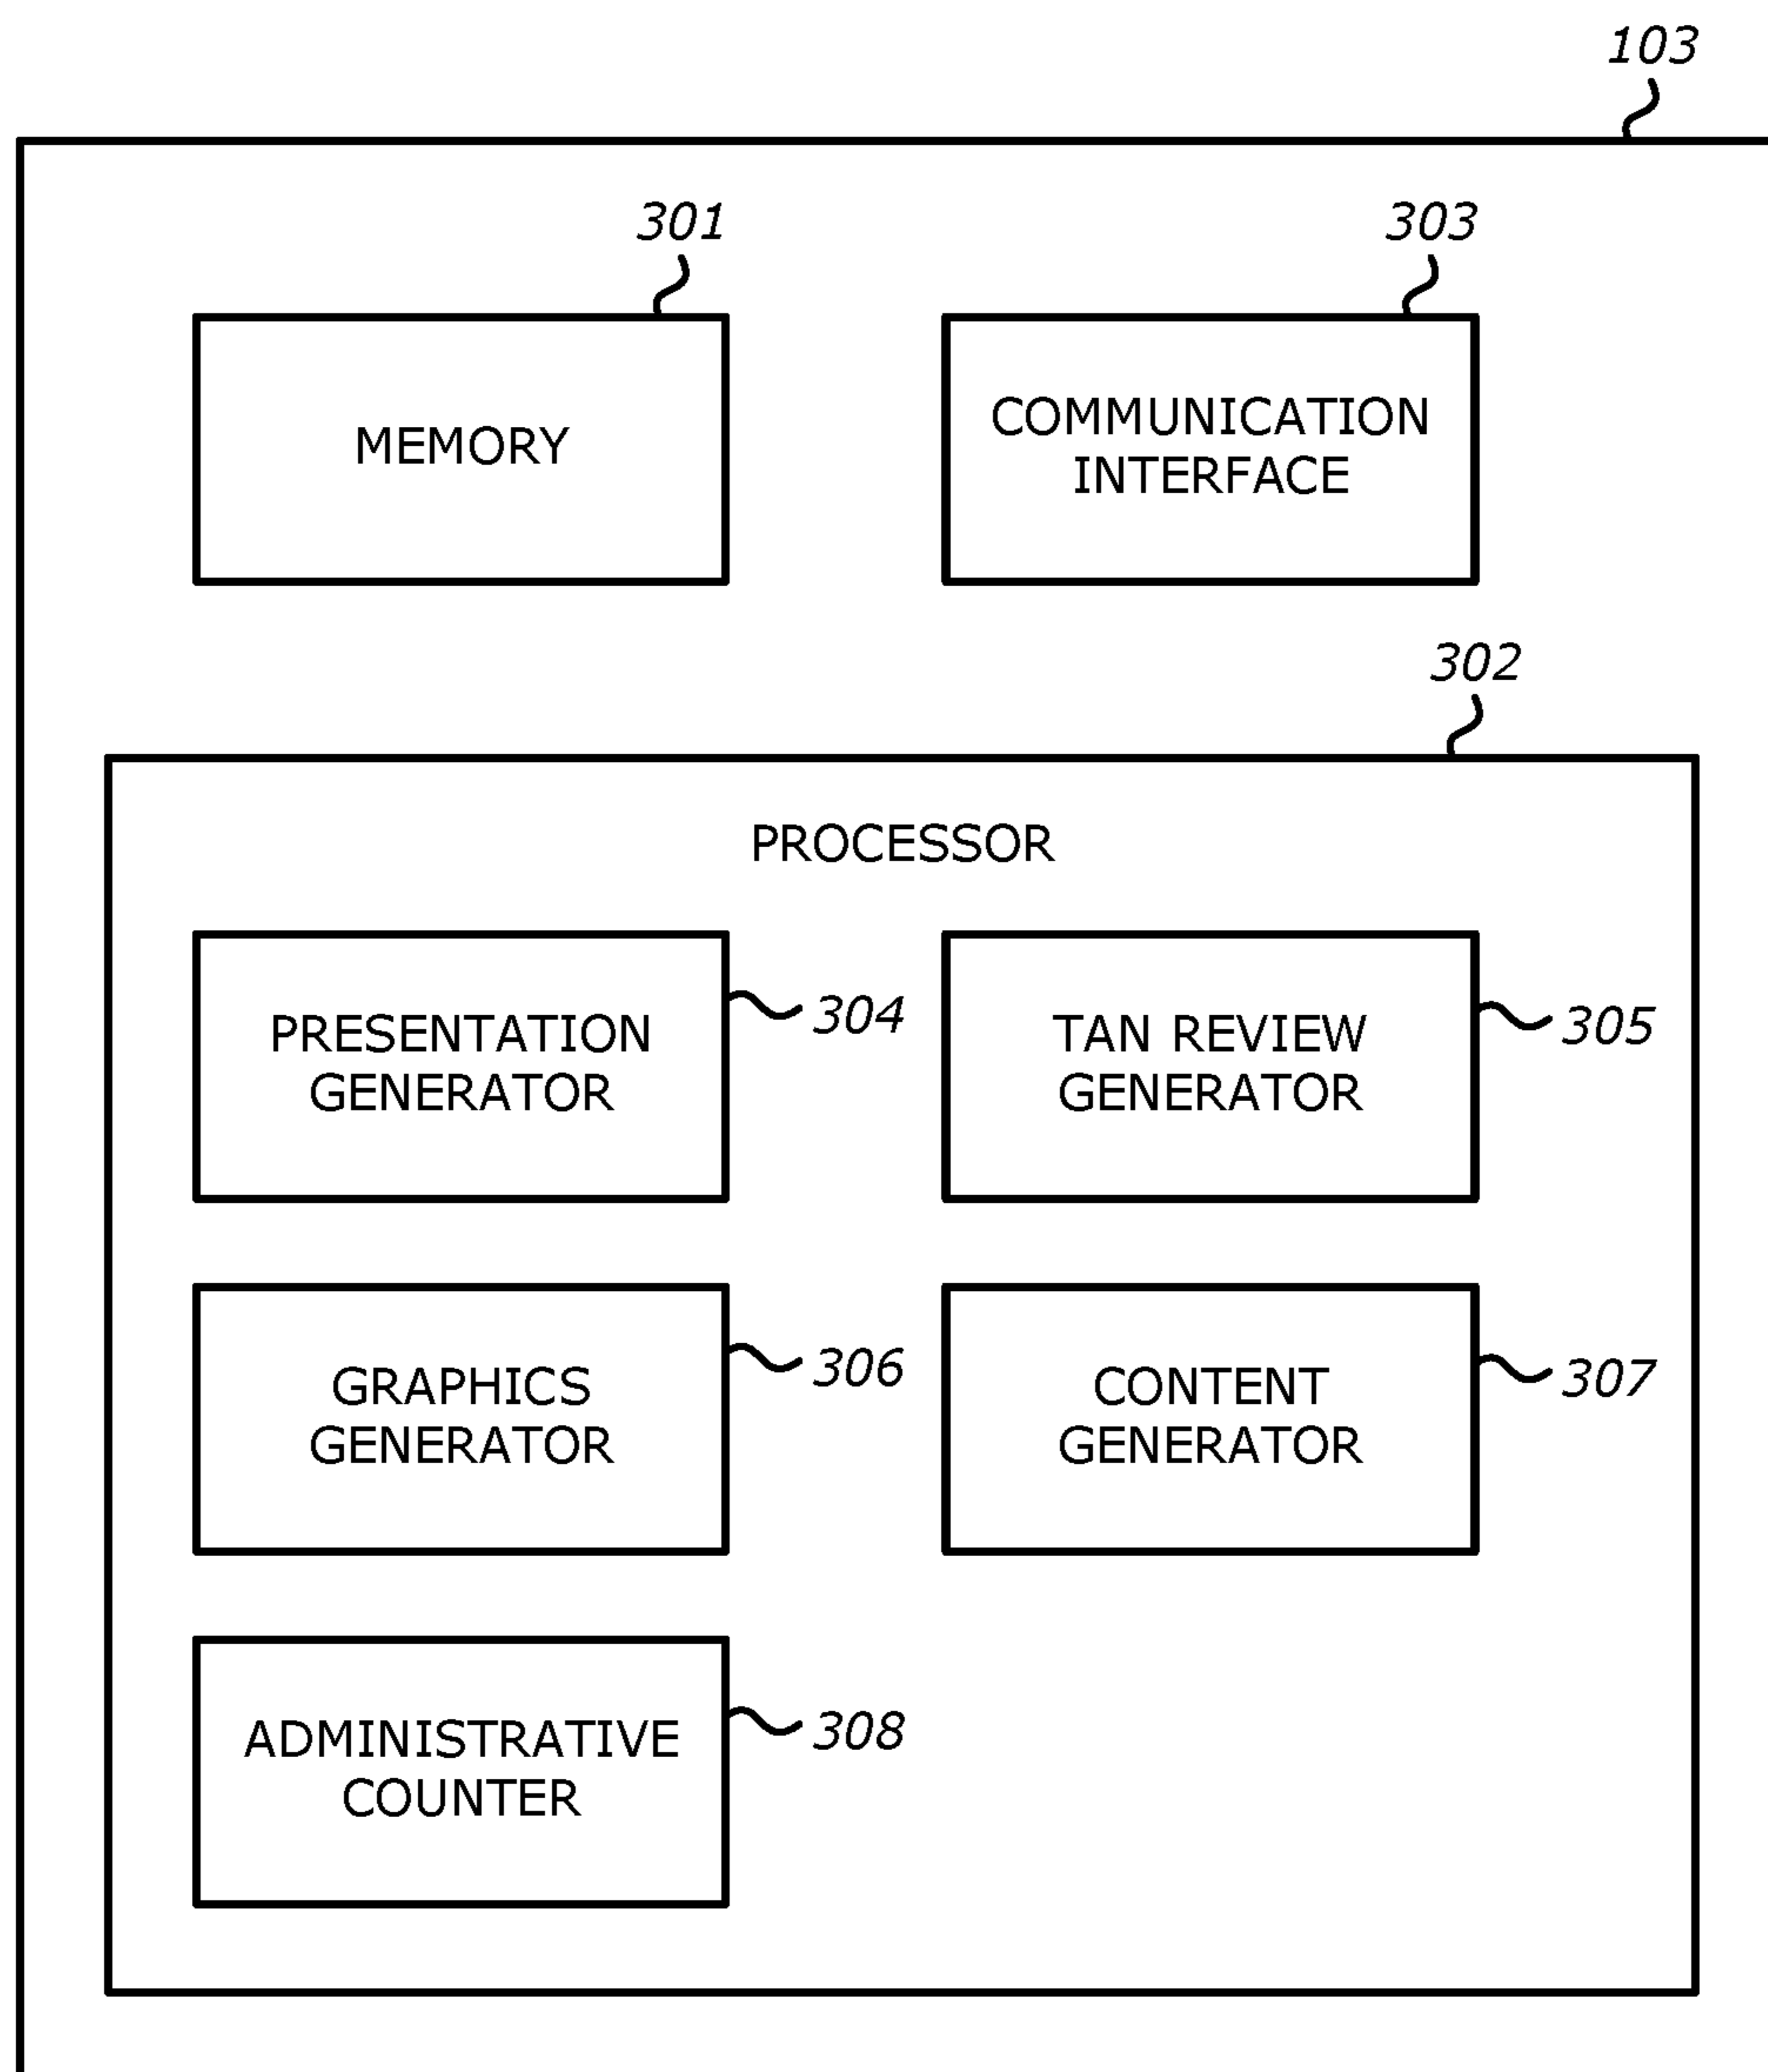 103
301
303
MEMORY
COMMUNICATION
INTERFACE
302
PROCESSOR
PRESENTATION
GENERATOR
304
TAN REVIEW
GENERATOR
305
GRAPHICS
GENERATOR
306
CONTENT
GENERATOR
307
ADMINISTRATIVE
COUNTER
308